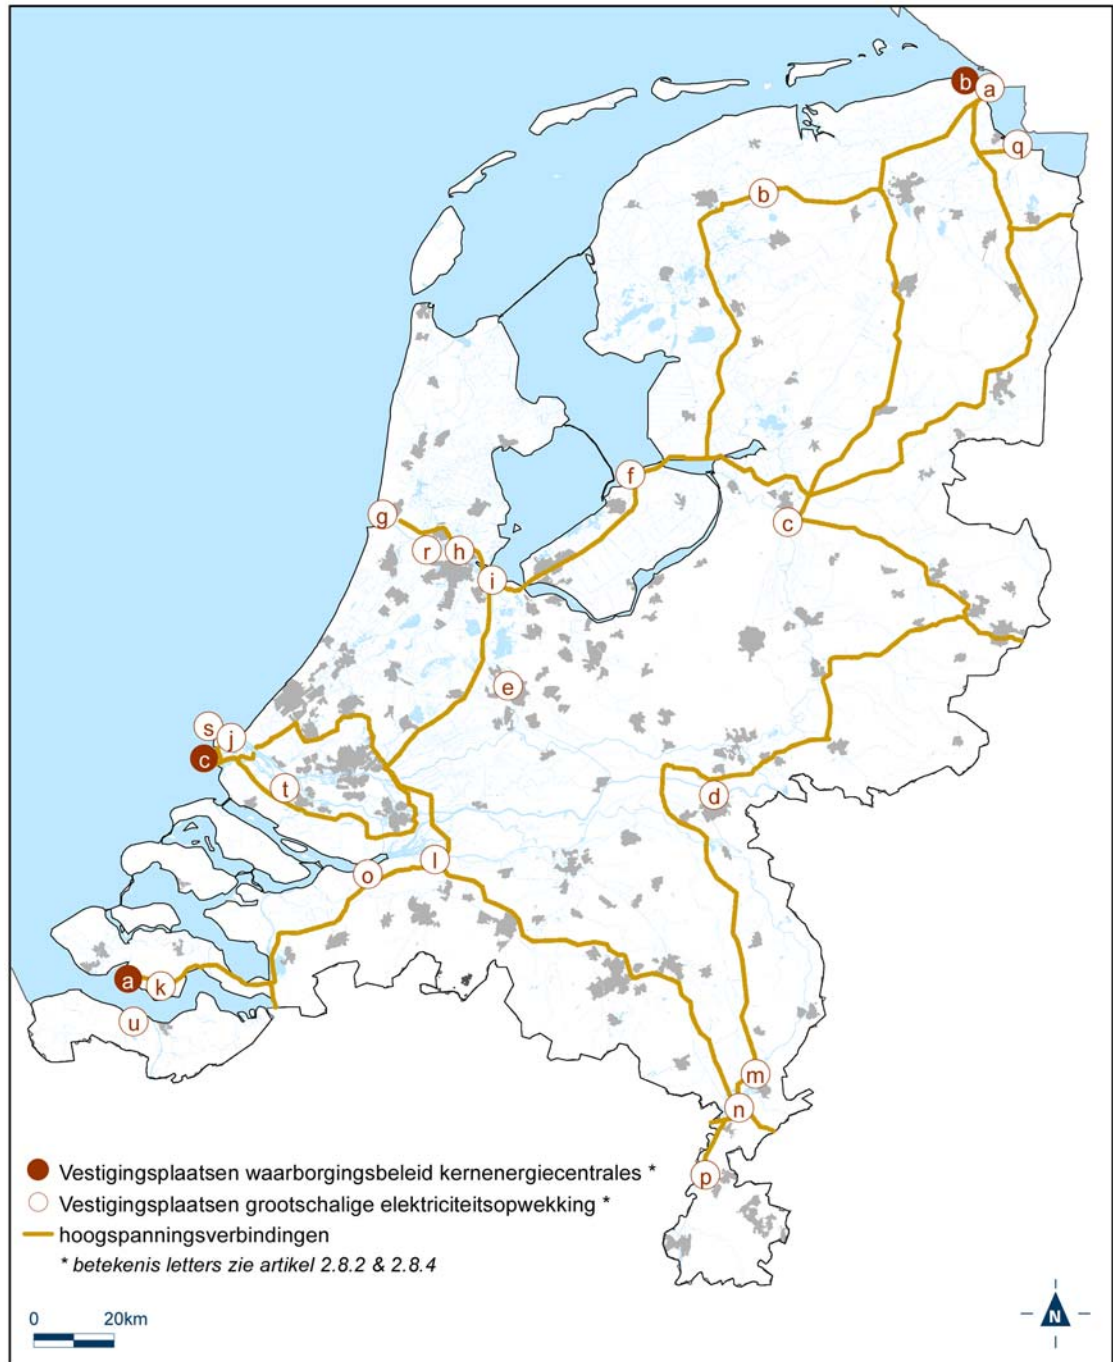 b
a
q
b
f
g
c
r
h
i
e
s
j
c
t
d
l
o
a
k
u
m
n
p
Vestigingsplaatsen waarborgingsbeleid kernenergiecentrales *
Vestigingsplaatsen grootschalige elektriciteitsopwekking *
hoogspanningsverbindingen
* betekenis letters zie artikel 2.8.2 & 2.8.4
0 20km
N